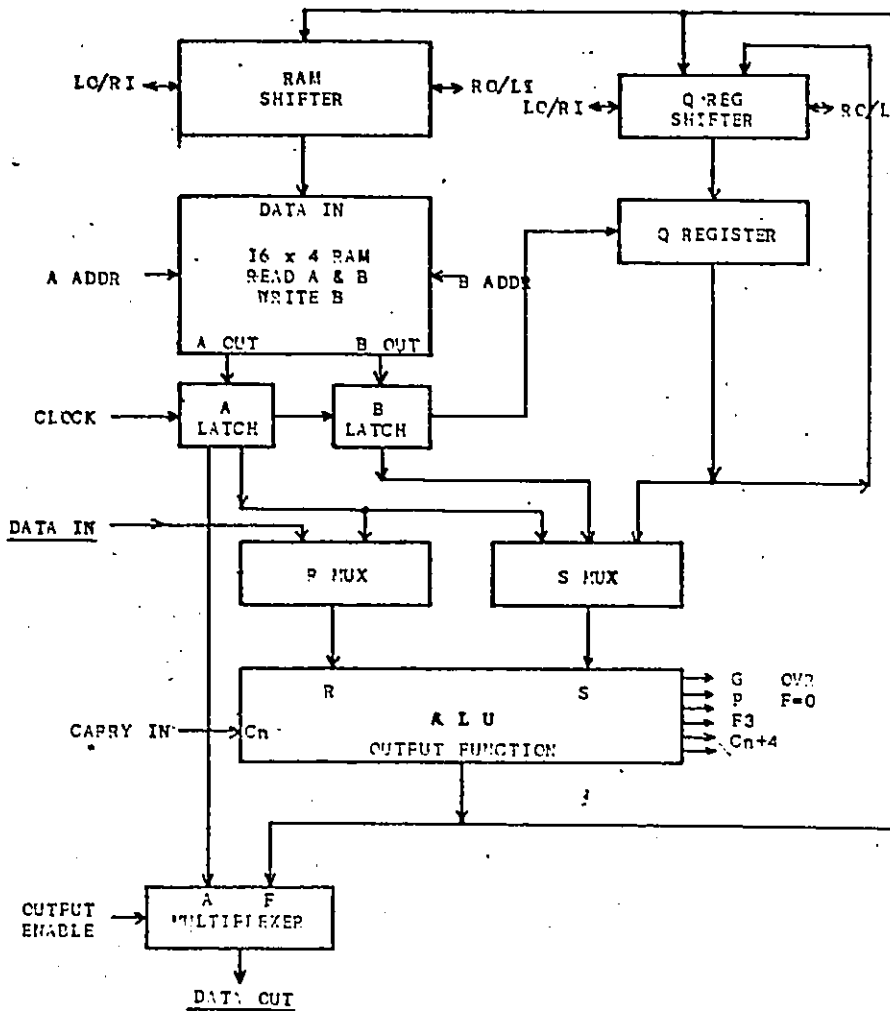 RAM
SHIFTER
LO/RI
RO/LI
Q REG
SHIFTER
LO/RI
RO/L
DATA IN
16 x 4 RAM
READ A & B
WRITE B
A ADDR
B ADDR
A OUT
B OUT
Q REGISTER
CLOCK
A
LATCH
B
LATCH
DATA IN
R MUX
S MUX
R
S
A L U
OUTPUT FUNCTION
CARRY IN
Cn
G OVR
P F=0
F3
Cn+4
A F
MULTIPLEXER
OUTPUT
ENABLE
DATA OUT